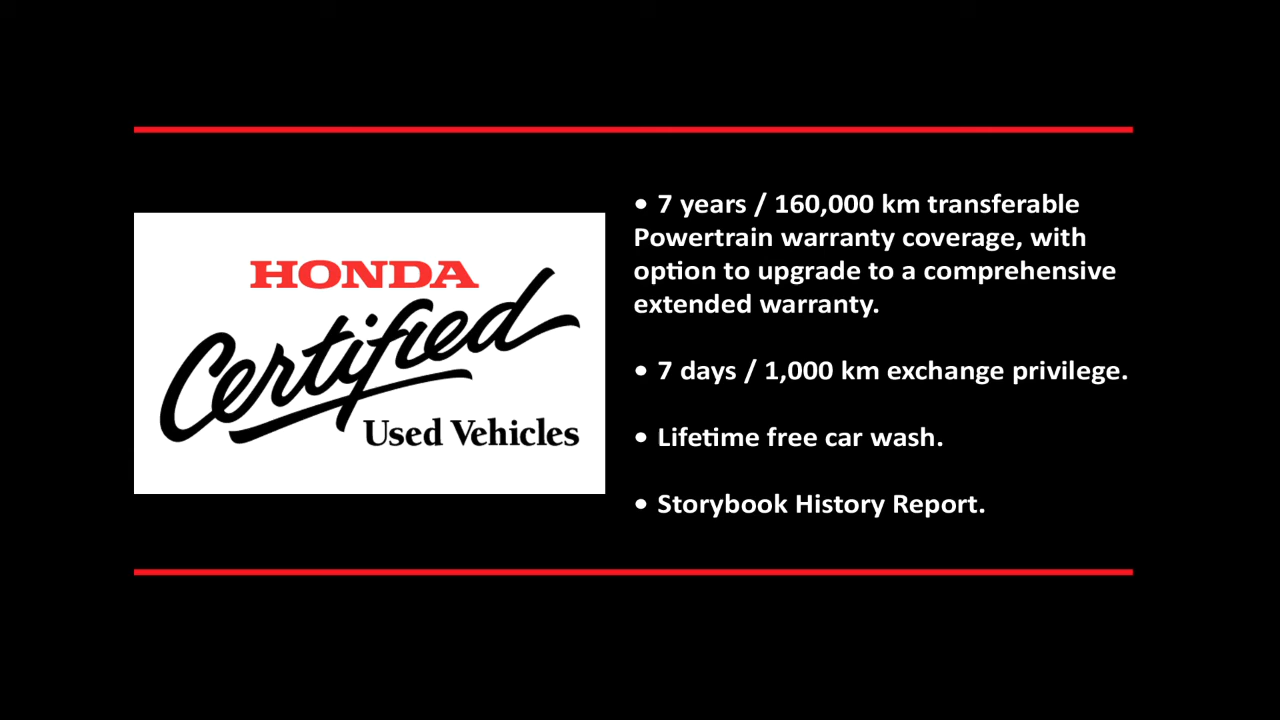 HONDA
Certified
Used Vehicles
• 7 years / 160,000 km transferable
Powertrain warranty coverage, with
option to upgrade to a comprehensive
extended warranty.
• 7 days / 1,000 km exchange privilege.
• Lifetime free car wash.
• Storybook History Report.